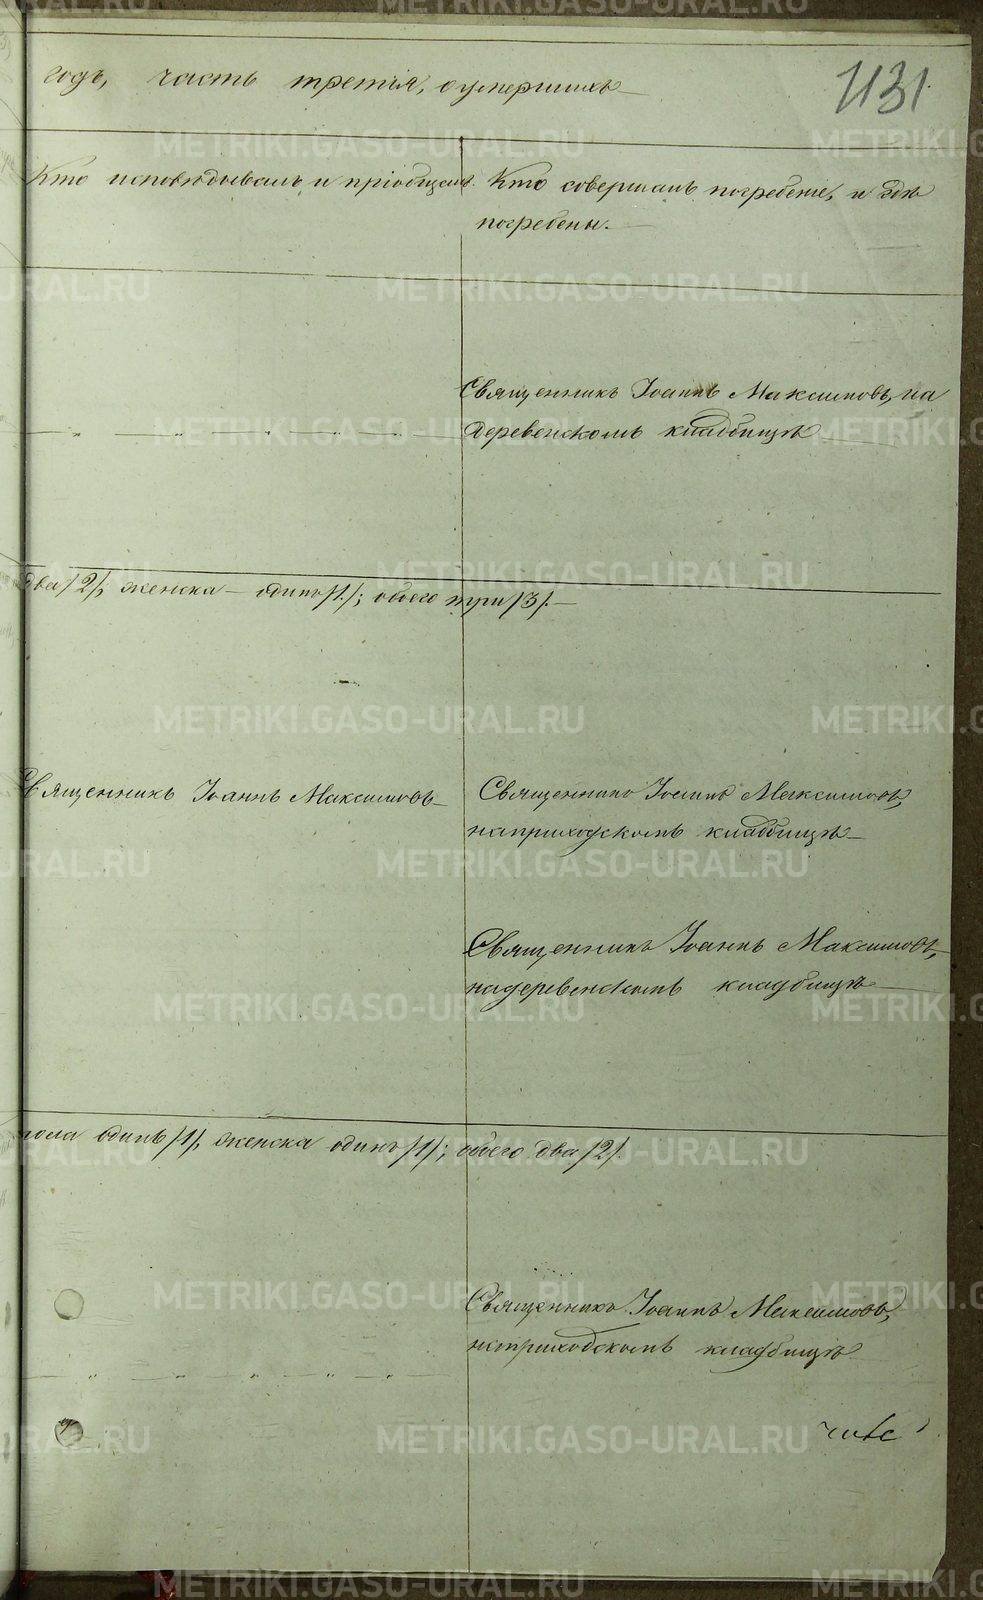 годъ, часть третія, о умершихъ
1131
Кто исповѣдывалъ и пріобщалъ. Кто совершалъ погребеніе, и гдѣ
погребены.
Священникъ Іоаннъ Максимовъ, на
деревенскомъ кладбищѣ
два /2/, женска – одинъ /1/; обоего три /3/. –
Священникъ Іоаннъ Максимовъ
Священникъ Іоаннъ Максимовъ,
на приходскомъ кладбищѣ
Священникъ Іоаннъ Максимовъ,
на деревенскомъ кладбищѣ
пола одинъ /1/, женска одинъ /1/; обоего два /2/.
Священникъ Іоаннъ Максимовъ,
на приходскомъ кладбищѣ
METRIKI.GASO-URAL.RU